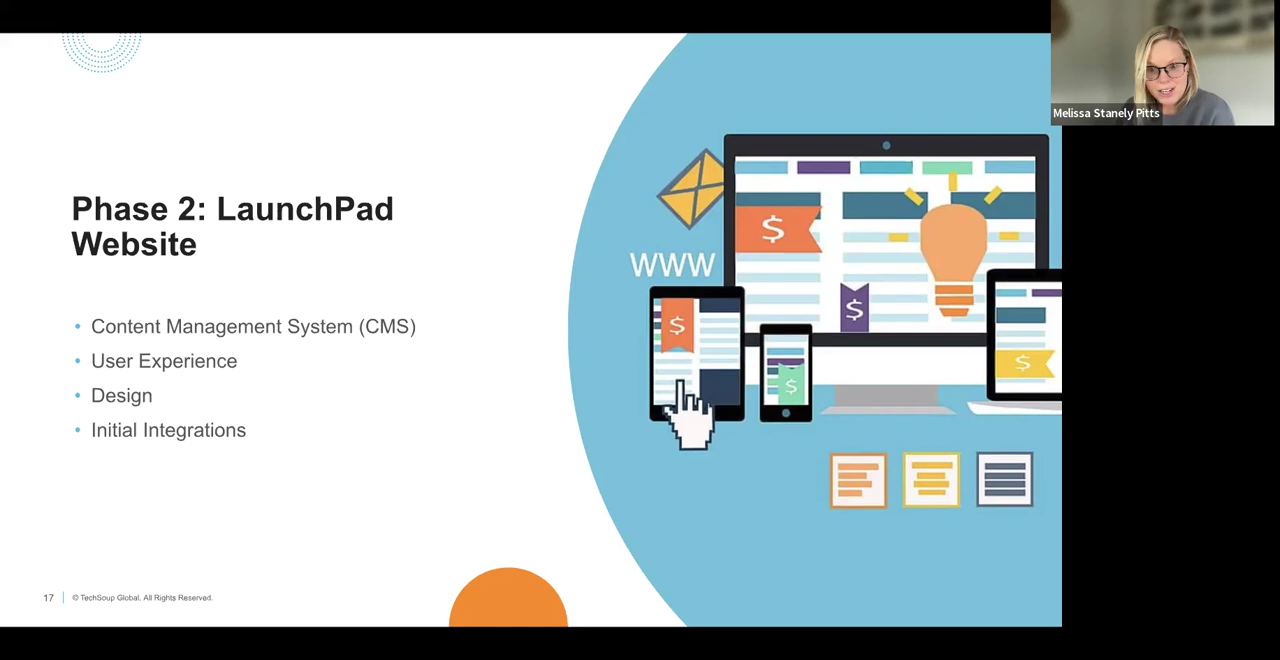 Melissa Stanely Pitts
Phase 2: LaunchPad
Website
• Content Management System (CMS)
• User Experience
• Design
• Initial Integrations
WWW
$
$
$
$
$
17
© TechSoup Global. All Rights Reserved.